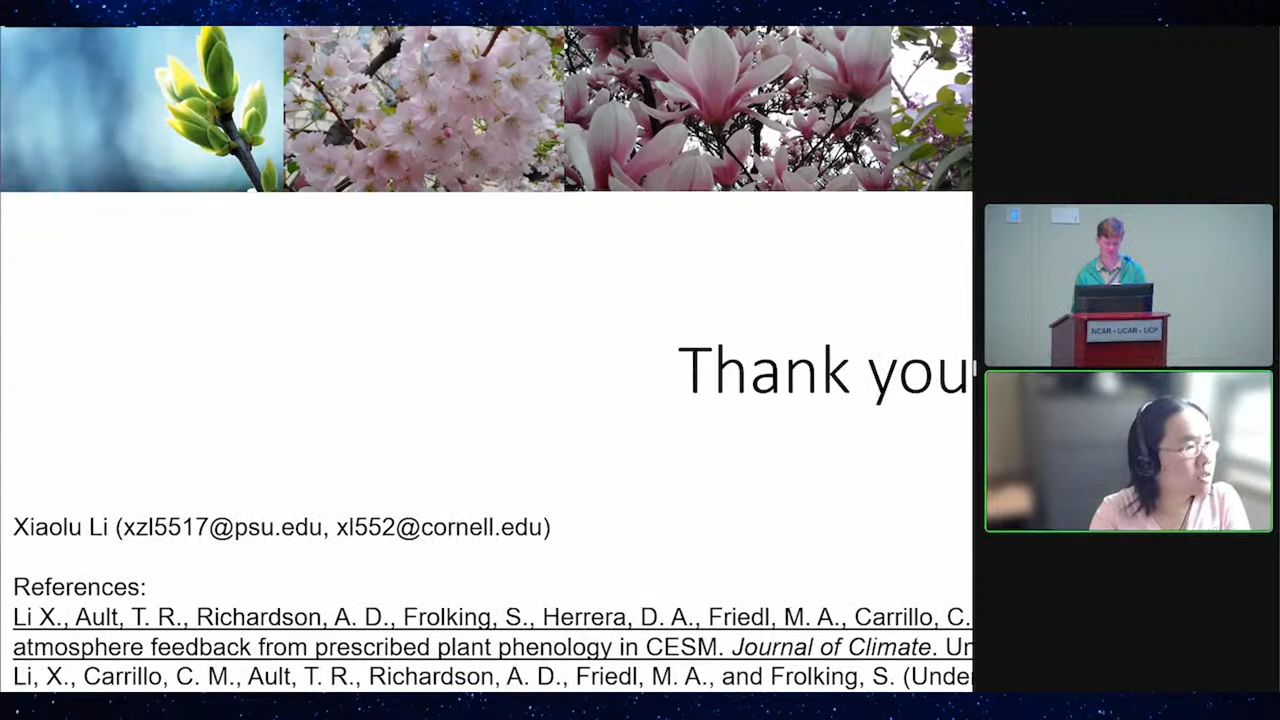 Thank you
NCAR • UCAR • UCP
Xiaolu Li (xzl5517@psu.edu, xl552@cornell.edu)
References:
Li X., Ault, T. R., Richardson, A. D., Frolking, S., Herrera, D. A., Friedl, M. A., Carrillo, C.
atmosphere feedback from prescribed plant phenology in CESM. Journal of Climate. Un
Li, X., Carrillo, C. M., Ault, T. R., Richardson, A. D., Friedl, M. A., and Frolking, S. (Unde